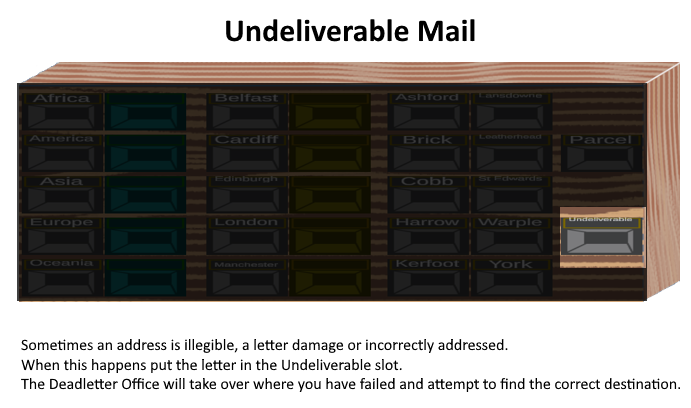 Undeliverable Mail
Africa Belfast Ashford Lansdowne
America Cardiff Brick Leatherhead Parcel
Asia Edinburgh Cobb St Edwards
Europe London Harrow Warple Undeliverable
Oceania Manchester Kerfoot York
Sometimes an address is illegible, a letter damage or incorrectly addressed.
When this happens put the letter in the Undeliverable slot.
The Deadletter Office will take over where you have failed and attempt to find the correct destination.